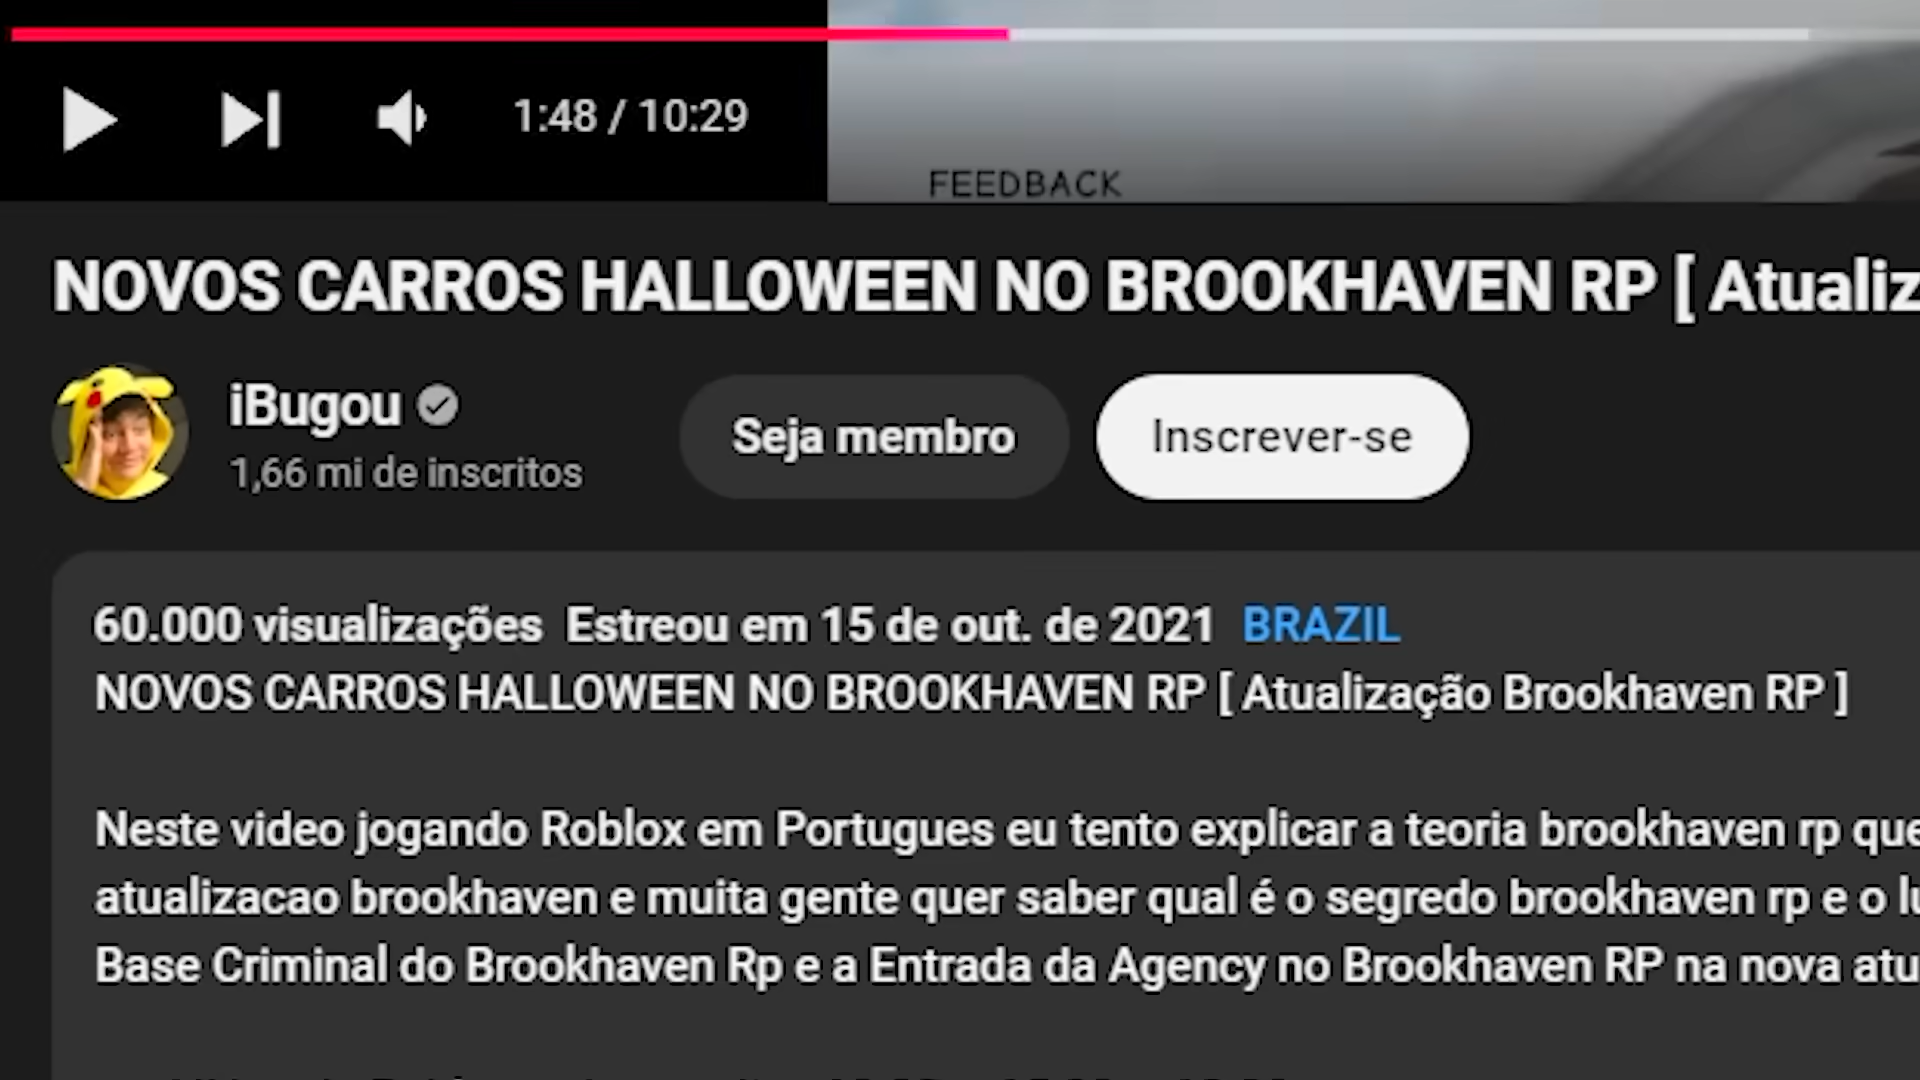 1:48 / 10:29
FEEDBACK
NOVOS CARROS HALLOWEEN NO BROOKHAVEN RP [ Atualiz
iBugou
1,66 mi de inscritos
Seja membro
Inscrever-se
60.000 visualizações Estreou em 15 de out. de 2021 BRAZIL
NOVOS CARROS HALLOWEEN NO BROOKHAVEN RP [ Atualização Brookhaven RP ]
Neste video jogando Roblox em Portugues eu tento explicar a teoria brookhaven rp que
atualizacao brookhaven e muita gente quer saber qual é o segredo brookhaven rp e o lu
Base Criminal do Brookhaven Rp e a Entrada da Agency no Brookhaven RP na nova atu